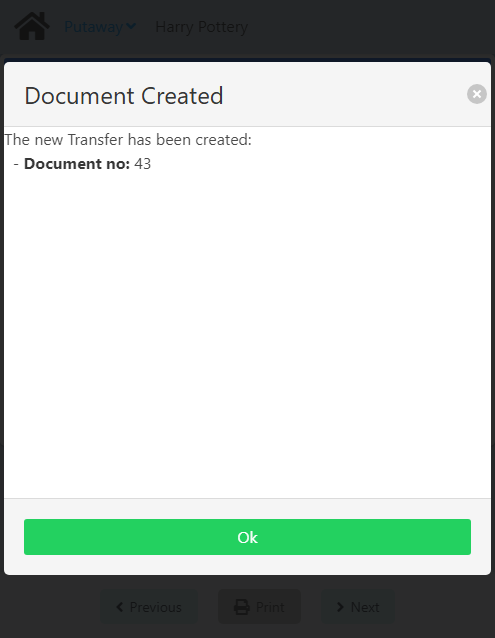 Putaway Harry Pottery
Document Created
The new Transfer has been created:
- Document no: 43
Ok
Previous Print Next